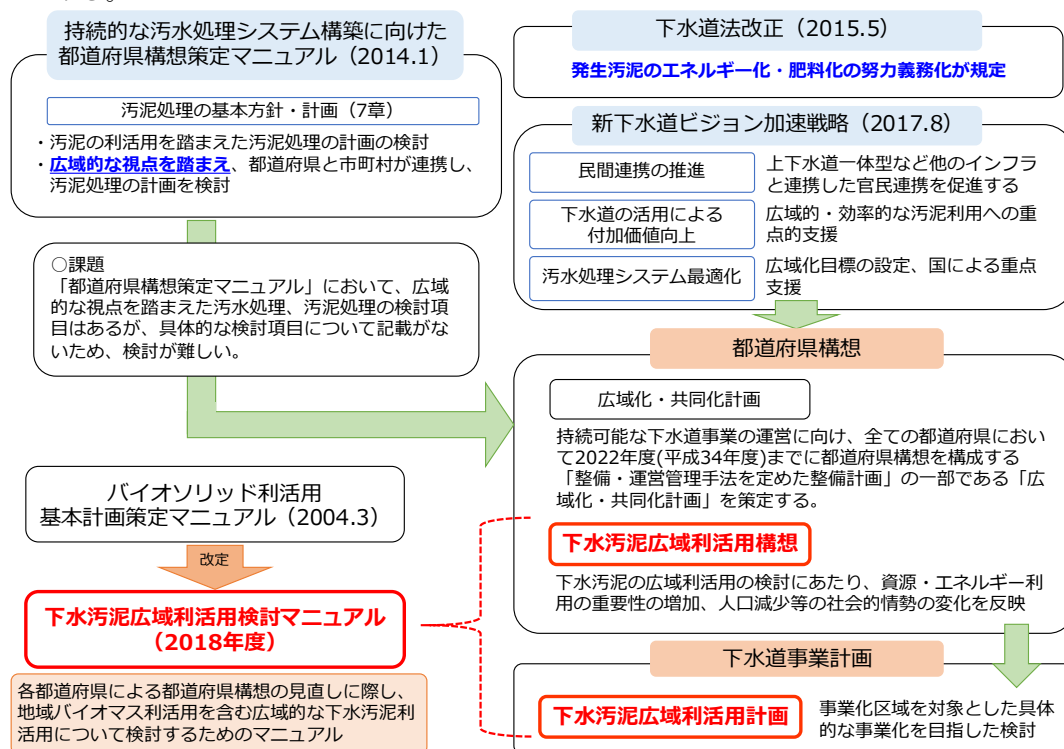 持続的な汚水処理システム構築に向けた
都道府県構想策定マニュアル（2014.1）
汚泥処理の基本方針・計画（7章）
・汚泥の利活用を踏まえた汚泥処理の計画の検討
・広域的な視点を踏まえ、都道府県と市町村が連携し、
汚泥処理の計画を検討
○課題
「都道府県構想策定マニュアル」において、広域
的な視点を踏まえた汚水処理、汚泥処理の検討項
目はあるが、具体的な検討項目について記載がな
いため、検討が難しい。
バイオソリッド利活用
基本計画策定マニュアル（2004.3）
改定
下水汚泥広域利活用検討マニュアル
（2018年度）
各都道府県による都道府県構想の見直しに際し、
地域バイオマス利活用を含む広域的な下水汚泥利
活用について検討するためのマニュアル
下水道法改正（2015.5）
発生汚泥のエネルギー化・肥料化の努力義務化が規定
新下水道ビジョン加速戦略（2017.8）
民間連携の推進
上下水道一体型など他のインフラ
と連携した官民連携を促進する
下水道の活用による
付加価値向上
広域的・効率的な汚泥利用への重
点的支援
汚水処理システム最適化
広域化目標の設定、国による重点
支援
都道府県構想
広域化・共同化計画
持続可能な下水道事業の運営に向け、全ての都道府県におい
て2022年度(平成34年度)までに都道府県構想を構成する
「整備・運営管理手法を定めた整備計画」の一部である「広
域化・共同化計画」を策定する。
下水汚泥広域利活用構想
下水汚泥の広域利活用の検討にあたり、資源・エネルギー利
用の重要性の増加、人口減少等の社会的情勢の変化を反映
下水道事業計画
下水汚泥広域利活用計画
事業化区域を対象とした具体
的な事業化を目指した検討